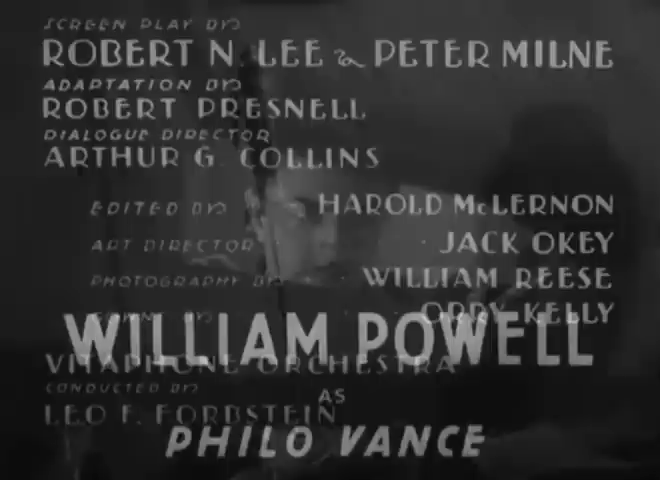 SCREEN PLAY BY
ROBERT N. LEE & PETER MILNE
ADAPTATION BY
ROBERT PRESNELL
DIALOGUE DIRECTOR
ARTHUR G. COLLINS
EDITED BY HAROLD McLERNON
ART DIRECTOR JACK OKEY
PHOTOGRAPHY BY WILLIAM REESE
GOWNS BY ORRY-KELLY
WILLIAM POWELL
VITAPHONE ORCHESTRA
CONDUCTED BY
AS
LEO F. FORBSTEIN
PHILO VANCE